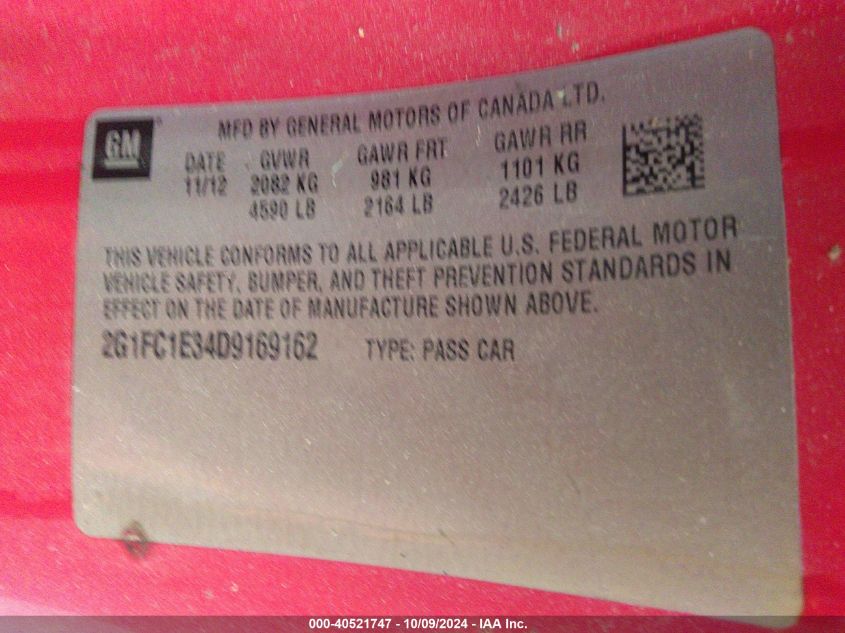 GM®
MFD BY GENERAL MOTORS OF CANADA LTD.
DATE GVWR GAWR FRT GAWR RR
11/12 2082 KG 981 KG 1101 KG
4590 LB 2164 LB 2426 LB
THIS VEHICLE CONFORMS TO ALL APPLICABLE U.S. FEDERAL MOTOR
VEHICLE SAFETY, BUMPER, AND THEFT PREVENTION STANDARDS IN
EFFECT ON THE DATE OF MANUFACTURE SHOWN ABOVE.
2G1FC1E34D9169162 TYPE: PASS CAR
000-40521747 - 10/09/2024 - IAA Inc.